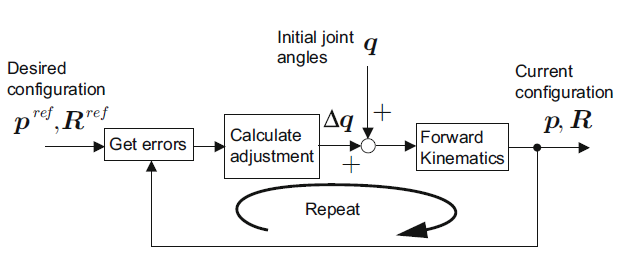 Initial joint
angles q
Desired
configuration
p^ref, R^ref
Current
configuration
p, R
Get errors
Calculate
adjustment
Δq
+
+
Forward
Kinematics
Repeat